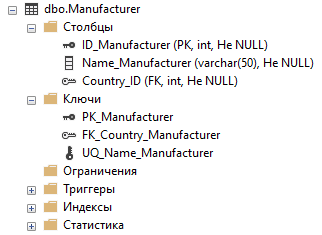 dbo.Manufacturer
Столбцы
ID_Manufacturer (PK, int, Не NULL)
Name_Manufacturer (varchar(50), Не NULL)
Country_ID (FK, int, Не NULL)
Ключи
PK_Manufacturer
FK_Country_Manufacturer
UQ_Name_Manufacturer
Ограничения
Триггеры
Индексы
Статистика